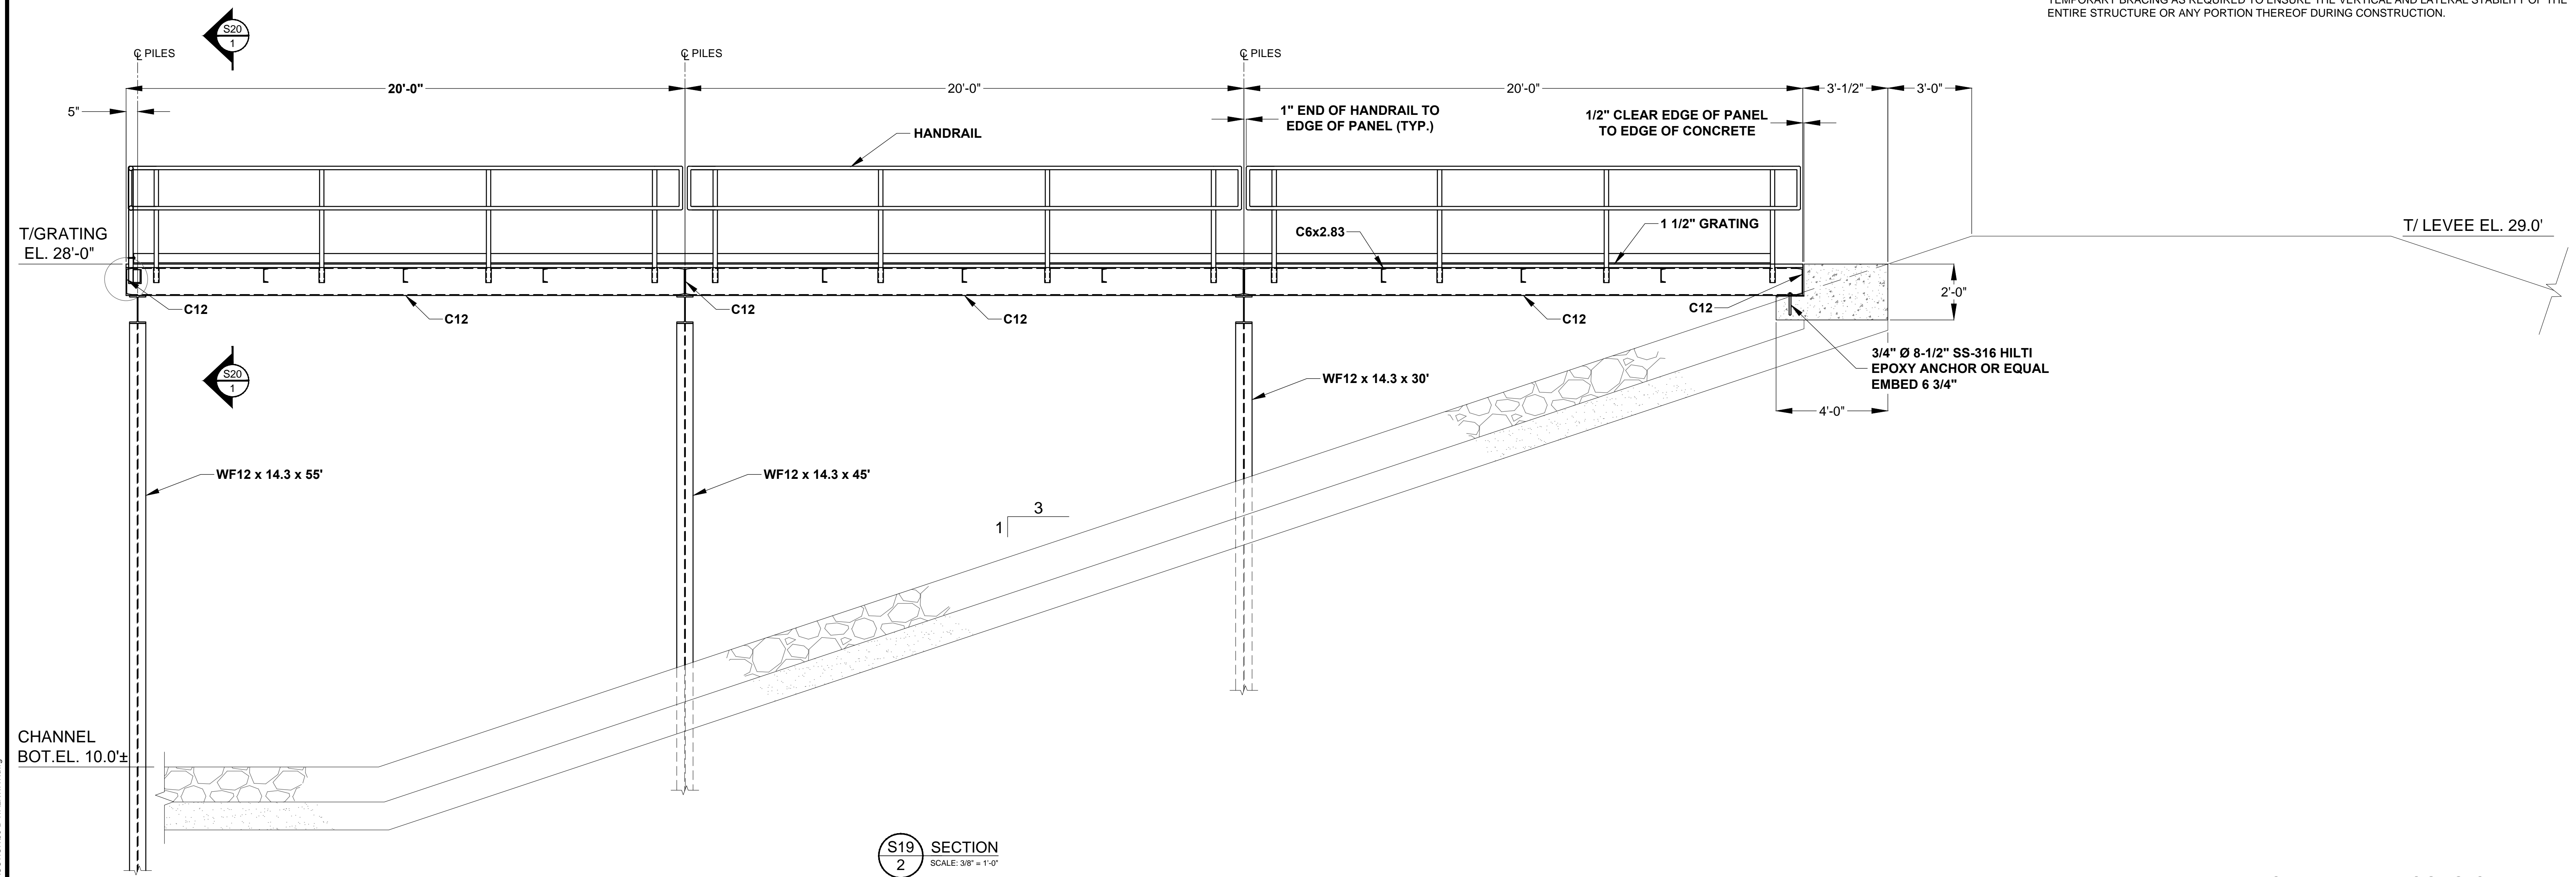 TEMPORARY BRACING AS REQUIRED TO ENSURE THE VERTICAL AND LATERAL STABILITY OF THE
ENTIRE STRUCTURE OR ANY PORTION THEREOF DURING CONSTRUCTION.
S20
1
℄ PILES
℄ PILES
℄ PILES
20'-0"
20'-0"
20'-0"
3'-1/2"
3'-0"
5"
1" END OF HANDRAIL TO
EDGE OF PANEL (TYP.)
1/2" CLEAR EDGE OF PANEL
TO EDGE OF CONCRETE
HANDRAIL
T/GRATING
EL. 28'-0"
C6x2.83
1 1/2" GRATING
T/ LEVEE EL. 29.0'
2'-0"
C12
C12
C12
C12
C12
C12
S20
1
3/4" Ø 8-1/2" SS-316 HILTI
EPOXY ANCHOR OR EQUAL
EMBED 6 3/4"
4'-0"
WF12 x 14.3 x 30'
WF12 x 14.3 x 55'
WF12 x 14.3 x 45'
3
1
CHANNEL
BOT.EL. 10.0'±
S19
2
SECTION
SCALE: 3/8" = 1'-0"